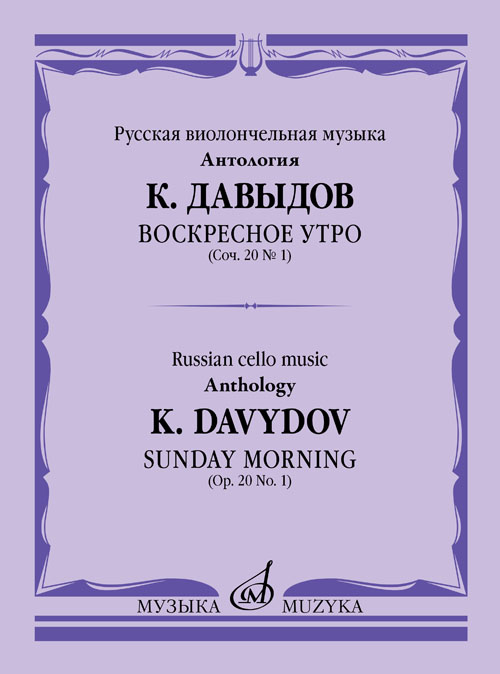 Русская виолончельная музыка
Антология
К. ДАВЫДОВ
ВОСКРЕСНОЕ УТРО
(Соч. 20 № 1)
Russian cello music
Anthology
K. DAVYDOV
SUNDAY MORNING
(Op. 20 No. 1)
МУЗЫКА М MUZYKA